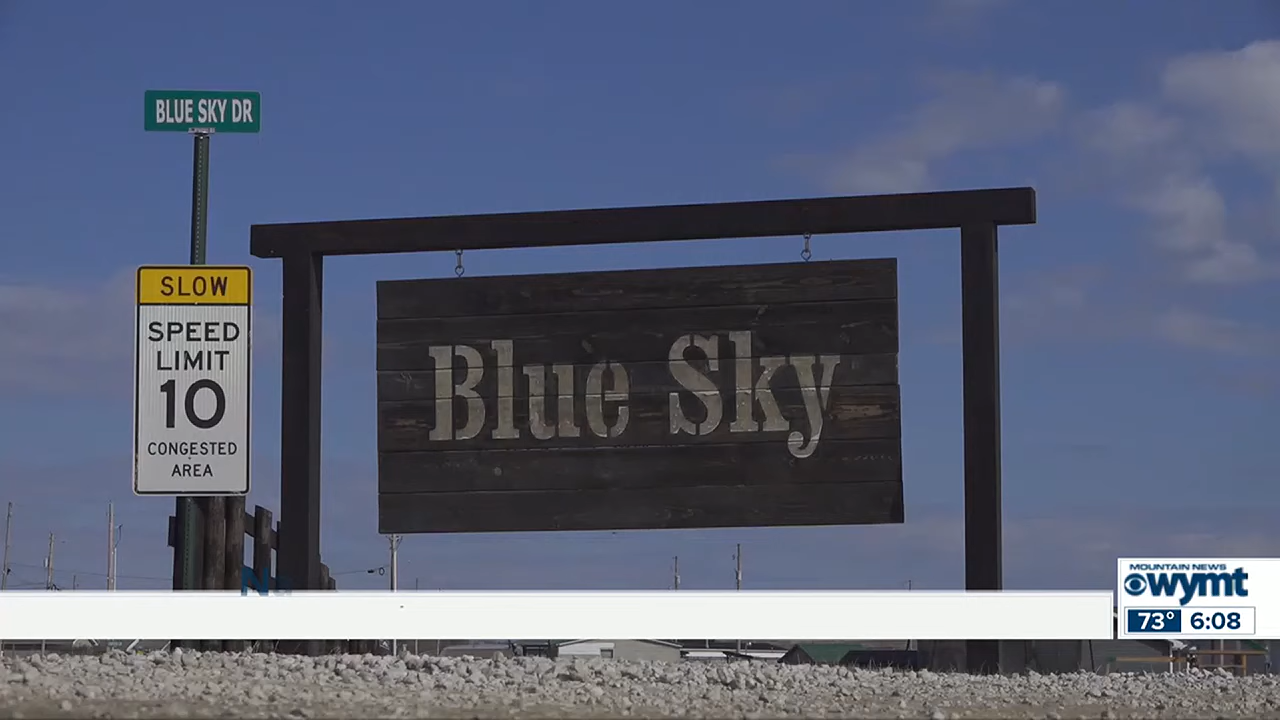 BLUE SKY DR
SLOW
SPEED
LIMIT
10
CONGESTED
AREA
Blue Sky
MOUNTAIN NEWS
wymt
73° 6:08